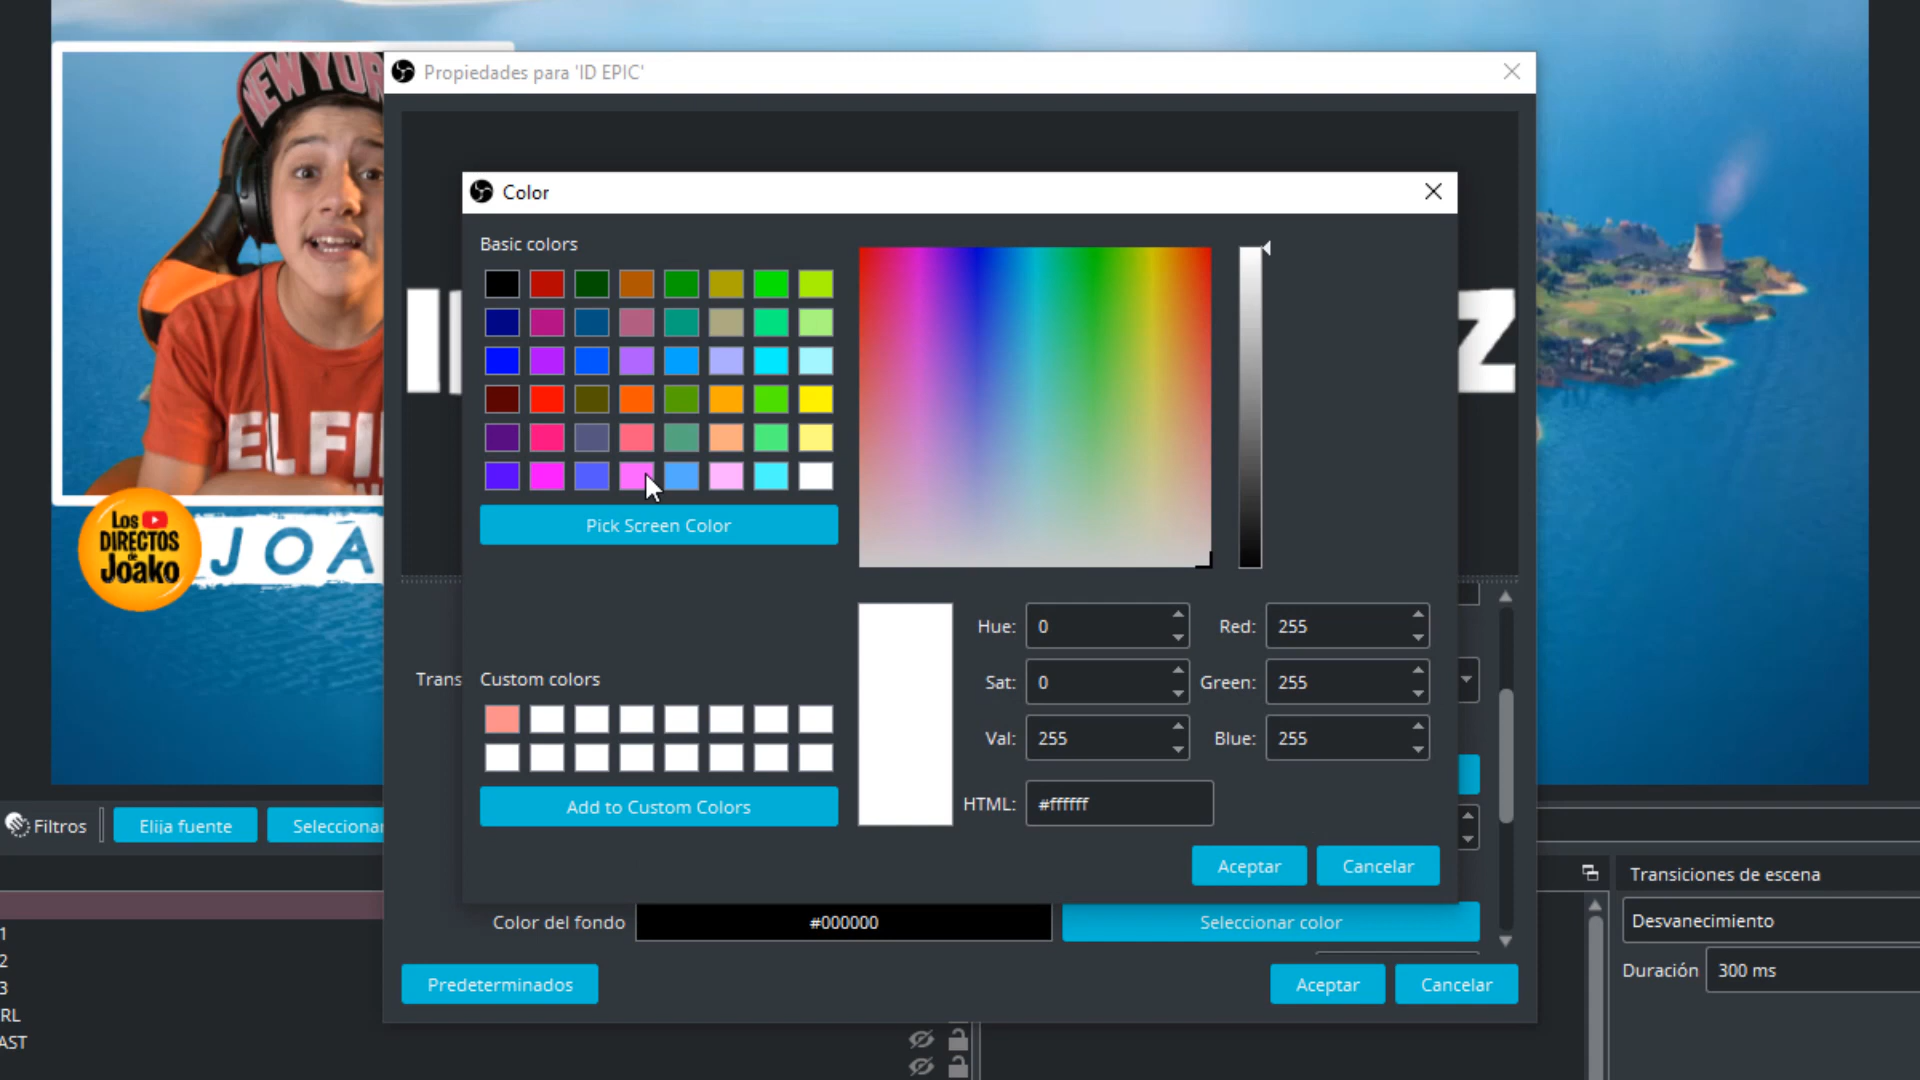 NEW YORK
Propiedades para 'ID EPIC'
Color
Basic colors
Z
EL FI
Pick Screen Color
Los
DIRECTOS
de
Joako
JOA
Hue: 0
Red: 255
Trans
Custom colors
Sat: 0
Green: 255
Val: 255
Blue: 255
Add to Custom Colors
HTML: #ffffff
Filtros
Elija fuente
Seleccionar
Aceptar
Cancelar
Transiciones de escena
Color del fondo
#000000
Seleccionar color
Desvanecimiento
1
2
Duración
300 ms
3
Predeterminados
Aceptar
Cancelar
RL
AST